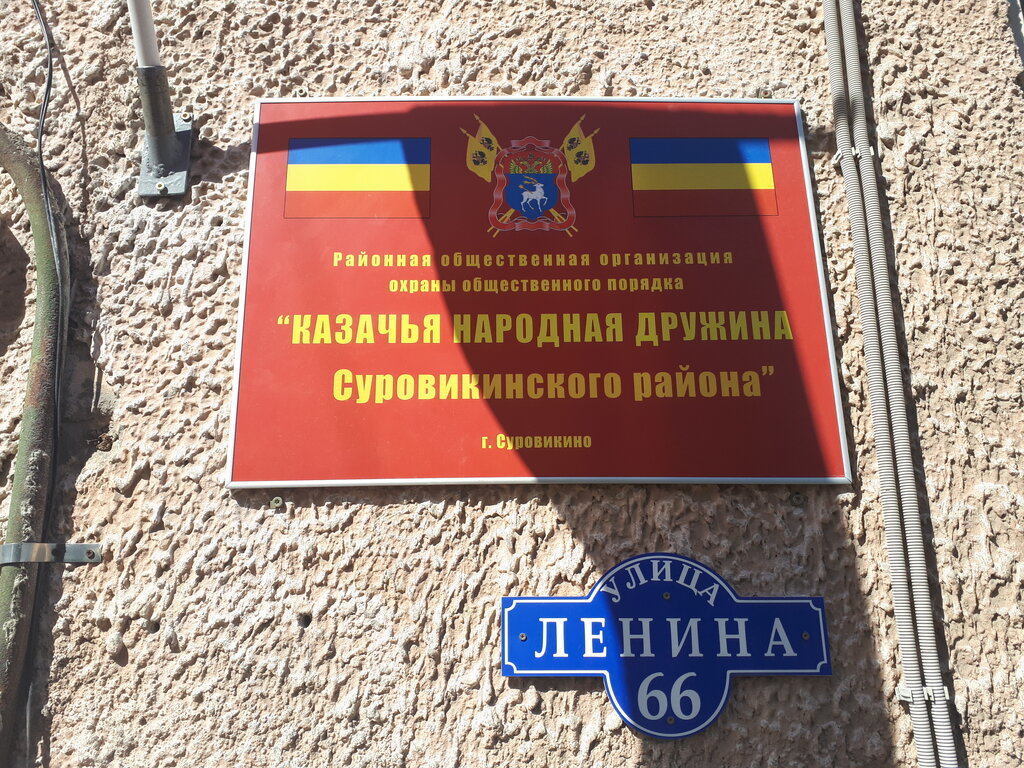 Районная общественная организация
охраны общественного порядка
“КАЗАЧЬЯ НАРОДНАЯ ДРУЖИНА
Суровикинского района”
г. Суровикино
УЛИЦА
ЛЕНИНА
66